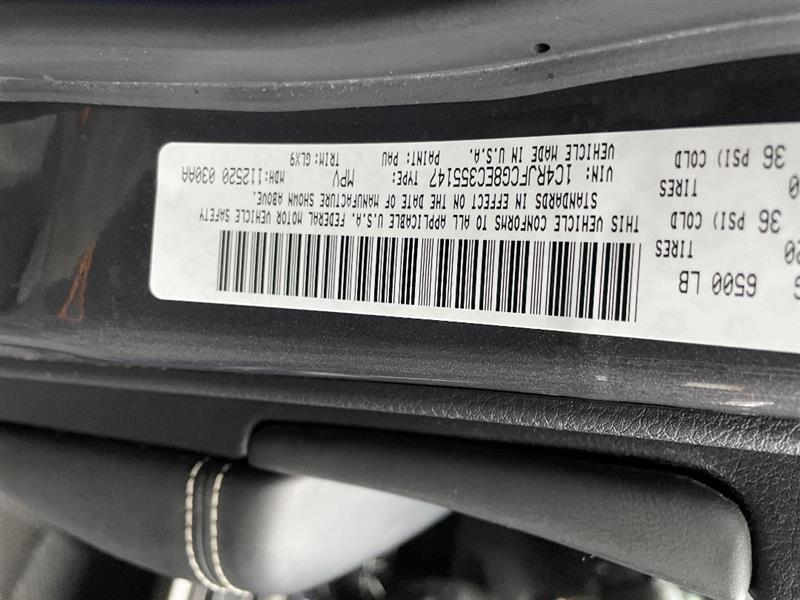 G 6500 LB
20 TIRES
36 PSI) COLD
0 TIRES
36 PSI) COLD
THIS VEHICLE CONFORMS TO ALL APPLICABLE U.S.A. FEDERAL MOTOR VEHICLE SAFETY
STANDARDS IN EFFECT ON THE DATE OF MANUFACTURE SHOWN ABOVE.
VIN: 1C4RJFCG8EC355147 TYPE: MPV MDH:112520 030AA
VEHICLE MADE IN U.S.A. PAINT: PAU TRIM:GLX9